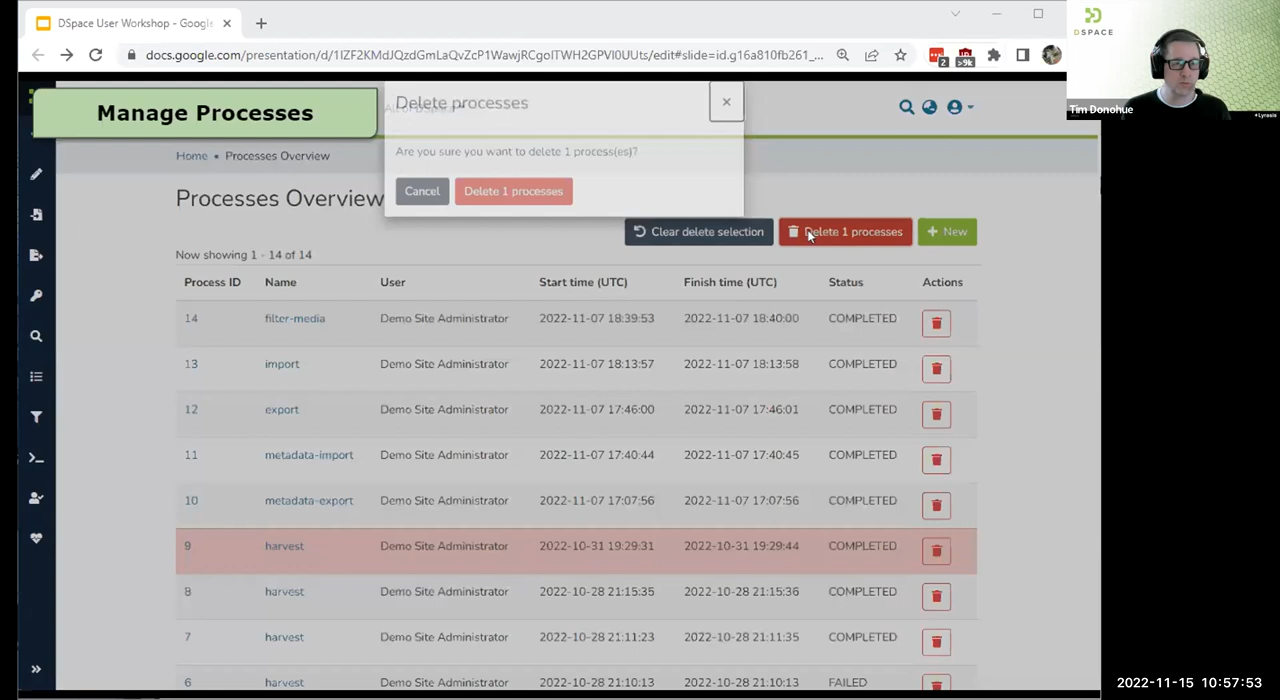 DSpace User Workshop - Google
docs.google.com/presentation/d/1IZF2KMdJQzdGmLaQvZcP1WawjRCgoITWH2GPVI0UUts/edit#slide=id.g16a810fb261_...
2
>9k
DSPACE
Tim Donohue
Lyrasis
Manage Processes
Delete processes
×
Are you sure you want to delete 1 process(es)?
Cancel
Delete 1 processes
Home • Processes Overview
Processes Overview
Clear delete selection
Delete 1 processes
+ New
Now showing 1 - 14 of 14
Process ID Name User Start time (UTC) Finish time (UTC) Status Actions
14 filter-media Demo Site Administrator 2022-11-07 18:39:53 2022-11-07 18:40:00 COMPLETED
13 import Demo Site Administrator 2022-11-07 18:13:57 2022-11-07 18:13:58 COMPLETED
12 export Demo Site Administrator 2022-11-07 17:46:00 2022-11-07 17:46:01 COMPLETED
11 metadata-import Demo Site Administrator 2022-11-07 17:40:44 2022-11-07 17:40:45 COMPLETED
10 metadata-export Demo Site Administrator 2022-11-07 17:07:56 2022-11-07 17:07:56 COMPLETED
9 harvest Demo Site Administrator 2022-10-31 19:29:31 2022-10-31 19:29:44 COMPLETED
8 harvest Demo Site Administrator 2022-10-28 21:15:35 2022-10-28 21:15:36 COMPLETED
7 harvest Demo Site Administrator 2022-10-28 21:11:23 2022-10-28 21:11:35 COMPLETED
6 harvest Demo Site Administrator 2022-10-28 21:10:13 2022-10-28 21:10:13 FAILED
2022-11-15 10:57:53